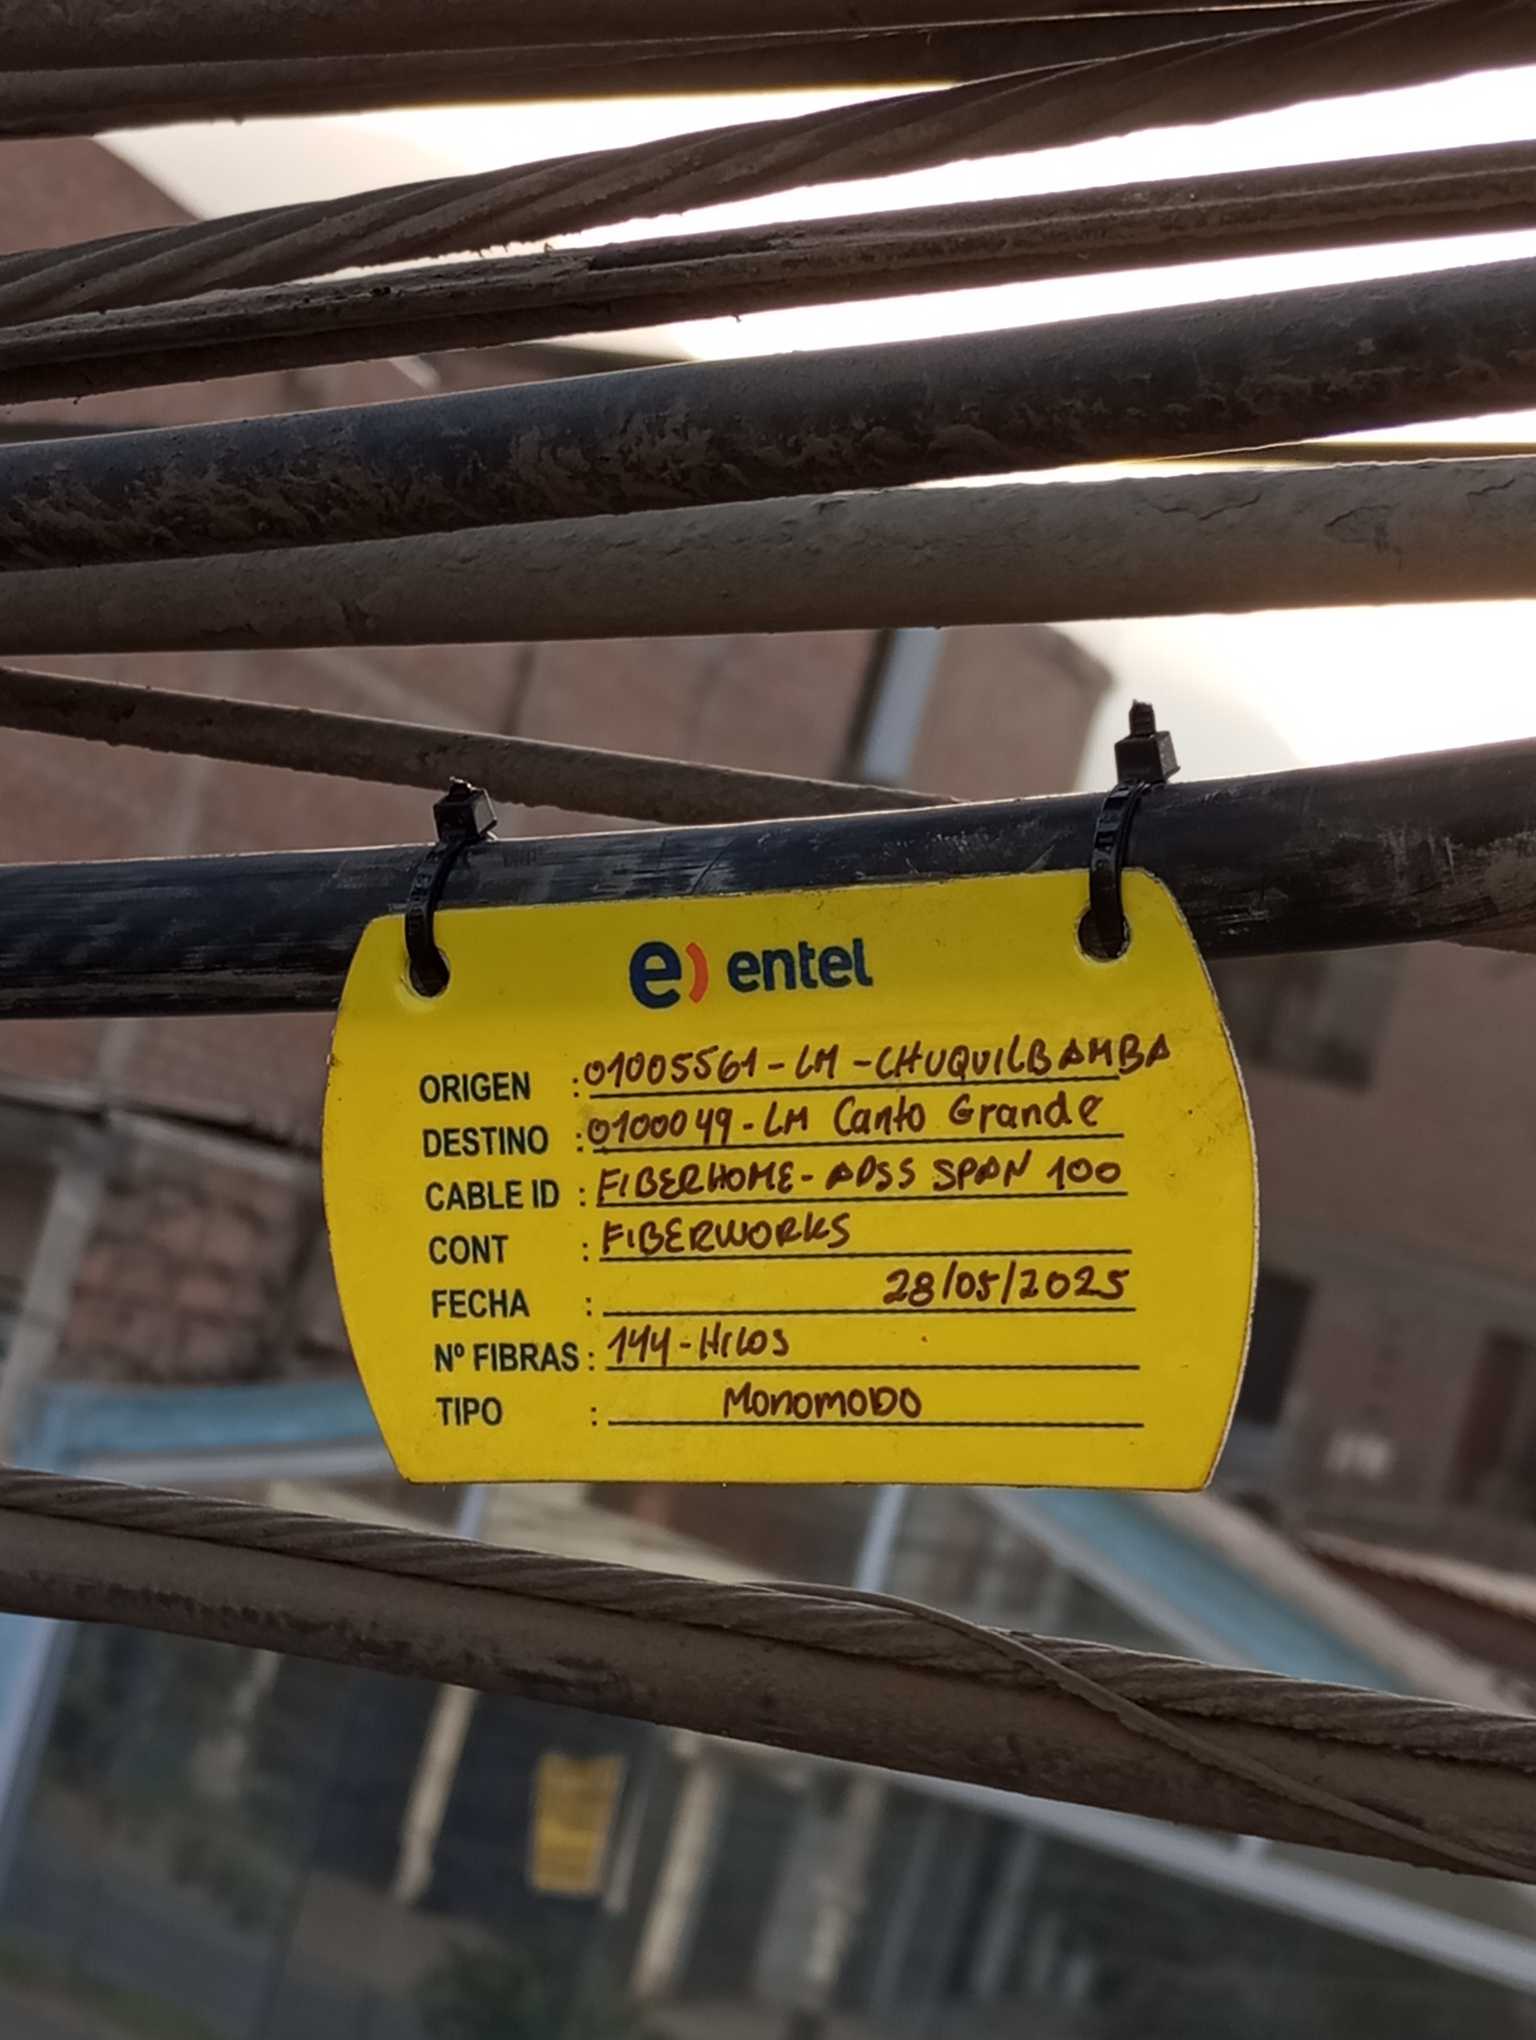 e) entel
ORIGEN : 01005561-LM-CHUQUILBAMBA
DESTINO : 0100049-LM Canto Grande
CABLE ID : FIBERHOME-ADSS SPAN 100
CONT : FIBERWORKS
FECHA : 28/05/2025
Nº FIBRAS : 144-HILOS
TIPO : MONOMODO